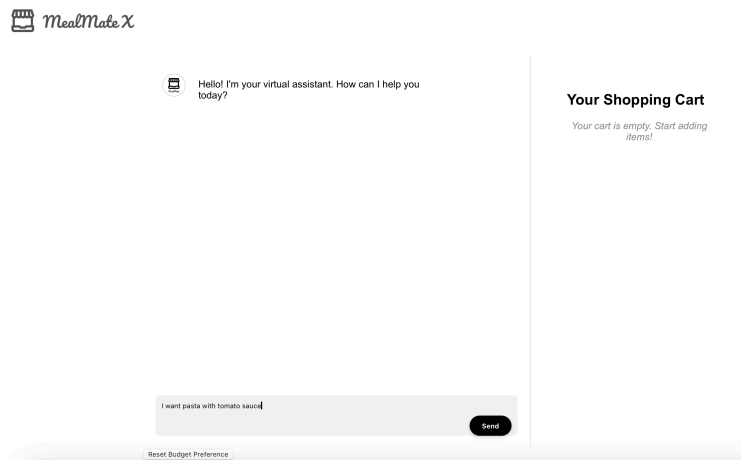 MealMate X
Hello! I'm your virtual assistant. How can I help you
today?
Your Shopping Cart
Your cart is empty. Start adding
items!
I want pasta with tomato sauce
Send
Reset Budget Preference